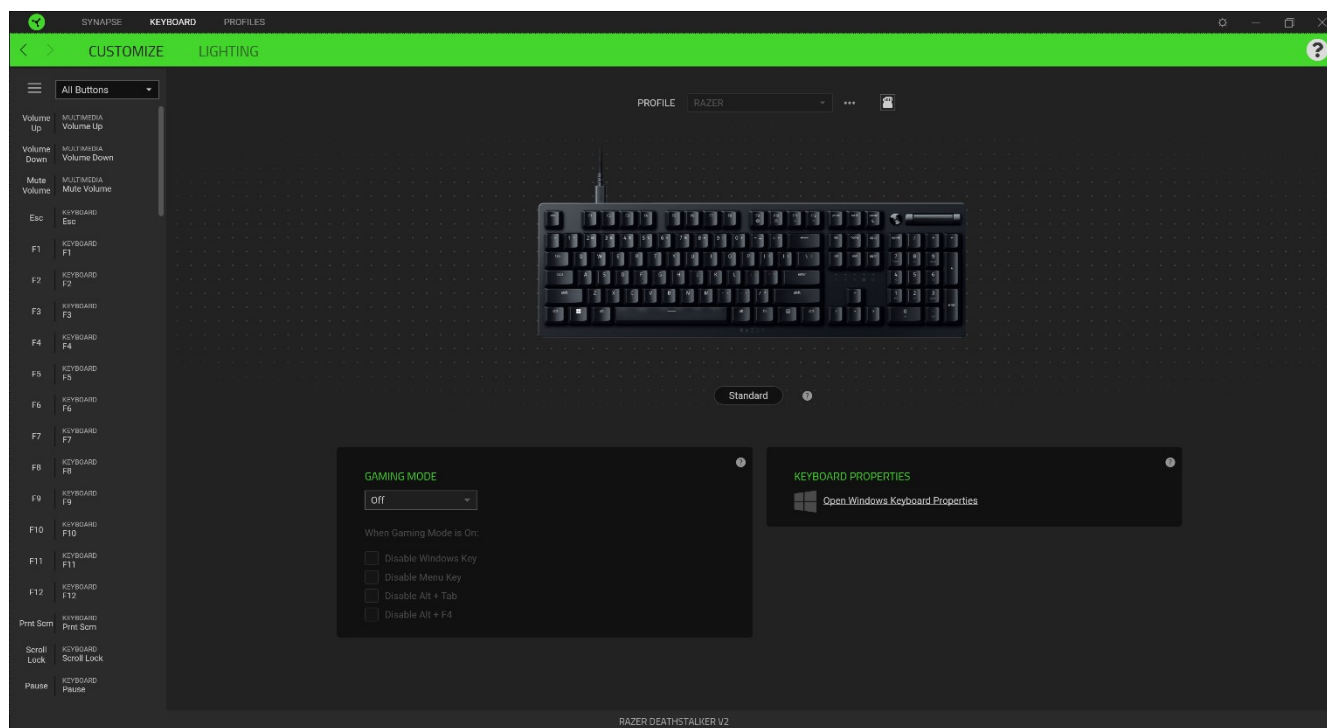 SYNAPSE KEYBOARD PROFILES
CUSTOMIZE LIGHTING
?
All Buttons
PROFILE RAZER
Volume Up MULTIMEDIA Volume Up
Volume Down MULTIMEDIA Volume Down
Mute Volume MULTIMEDIA Mute Volume
Esc KEYBOARD Esc
F1 KEYBOARD F1
F2 KEYBOARD F2
F3 KEYBOARD F3
F4 KEYBOARD F4
F5 KEYBOARD F5
F6 KEYBOARD F6
F7 KEYBOARD F7
F8 KEYBOARD F8
F9 KEYBOARD F9
F10 KEYBOARD F10
F11 KEYBOARD F11
F12 KEYBOARD F12
Prnt Scrn KEYBOARD Prnt Scrn
Scroll Lock KEYBOARD Scroll Lock
Pause KEYBOARD Pause
Standard ?
GAMING MODE ?
Off
When Gaming Mode is On:
Disable Windows Key
Disable Menu Key
Disable Alt + Tab
Disable Alt + F4
KEYBOARD PROPERTIES ?
Open Windows Keyboard Properties
RAZER DEATHSTALKER V2